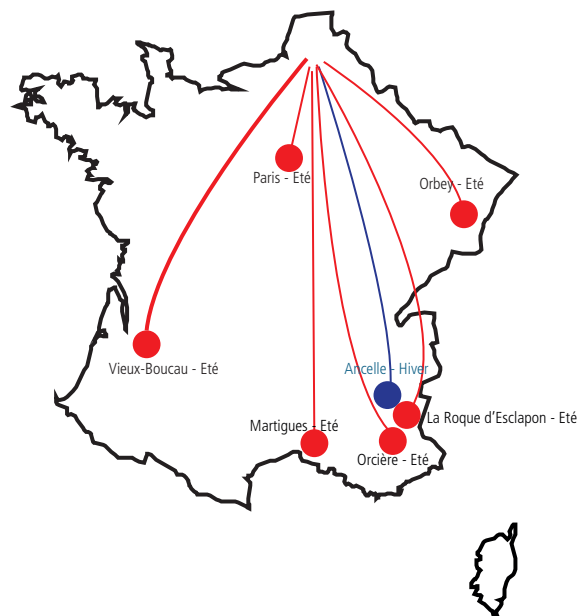 Paris - Eté
Orbey - Eté
Vieux-Boucau - Eté
Ancelle - Hiver
La Roque d'Esclapon - Eté
Martigues - Eté
Orcière - Eté